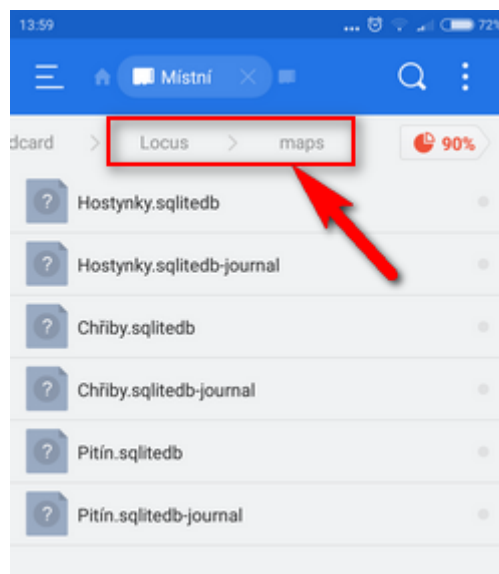 13:59 ... 72%
Místní
dcard > Locus > maps 90%
Hostynky.sqlitedb
Hostynky.sqlitedb-journal
Chřiby.sqlitedb
Chřiby.sqlitedb-journal
Pitín.sqlitedb
Pitín.sqlitedb-journal